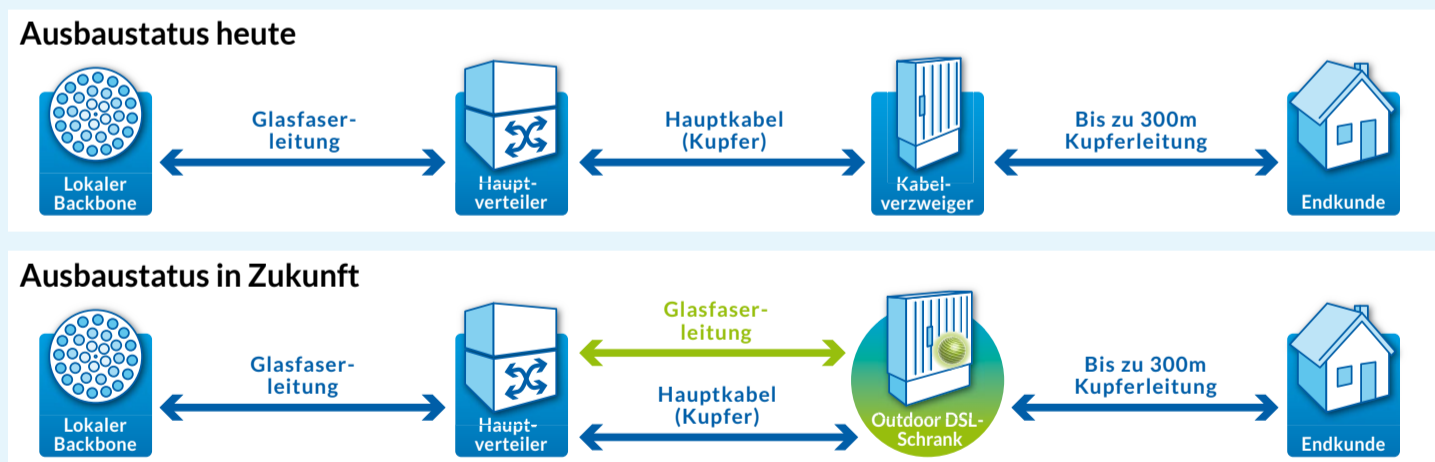 Ausbaustatus heute
Glasfaser-
leitung
Hauptkabel
(Kupfer)
Bis zu 300m
Kupferleitung
Lokaler
Backbone
Haupt-
verteiler
Kabel-
verzweiger
Endkunde
Ausbaustatus in Zukunft
Glasfaser-
leitung
Glasfaser-
leitung
Hauptkabel
(Kupfer)
Bis zu 300m
Kupferleitung
Lokaler
Backbone
Haupt-
verteiler
Outdoor DSL-
Schrank
Endkunde